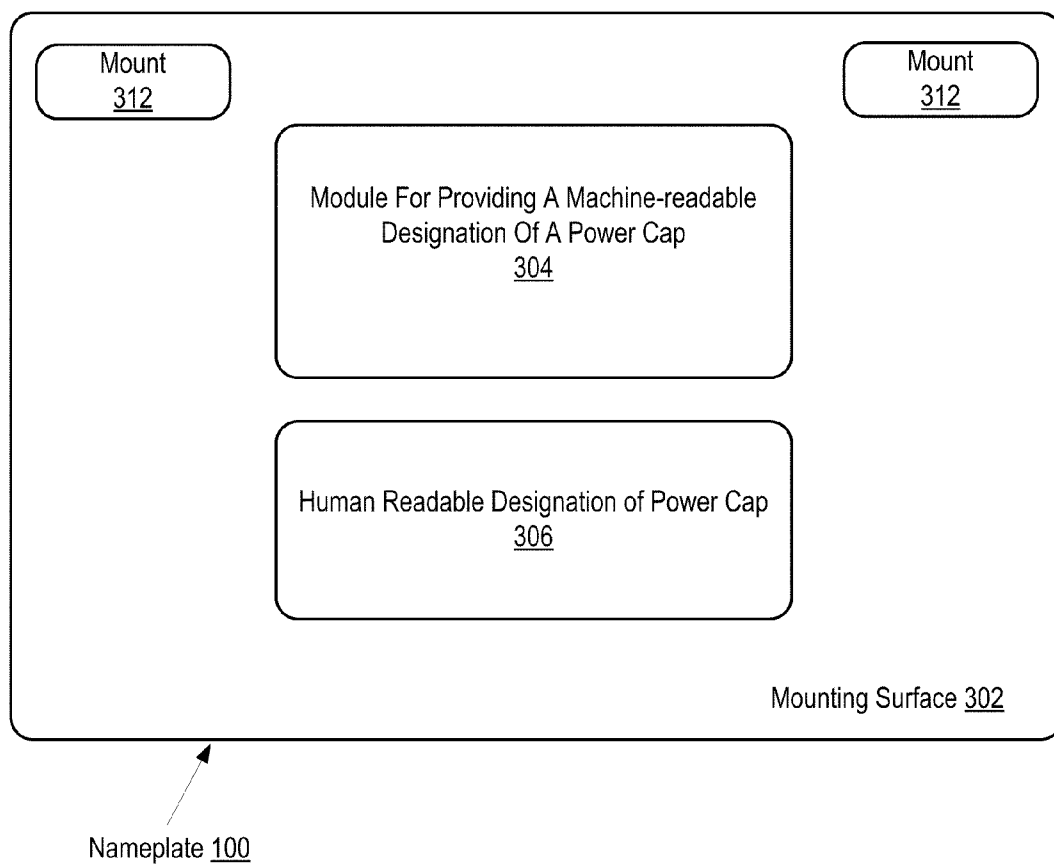 Mount
312
Mount
312
Module For Providing A Machine-readable
Designation Of A Power Cap
304
Human Readable Designation of Power Cap
306
Mounting Surface 302
Nameplate 100